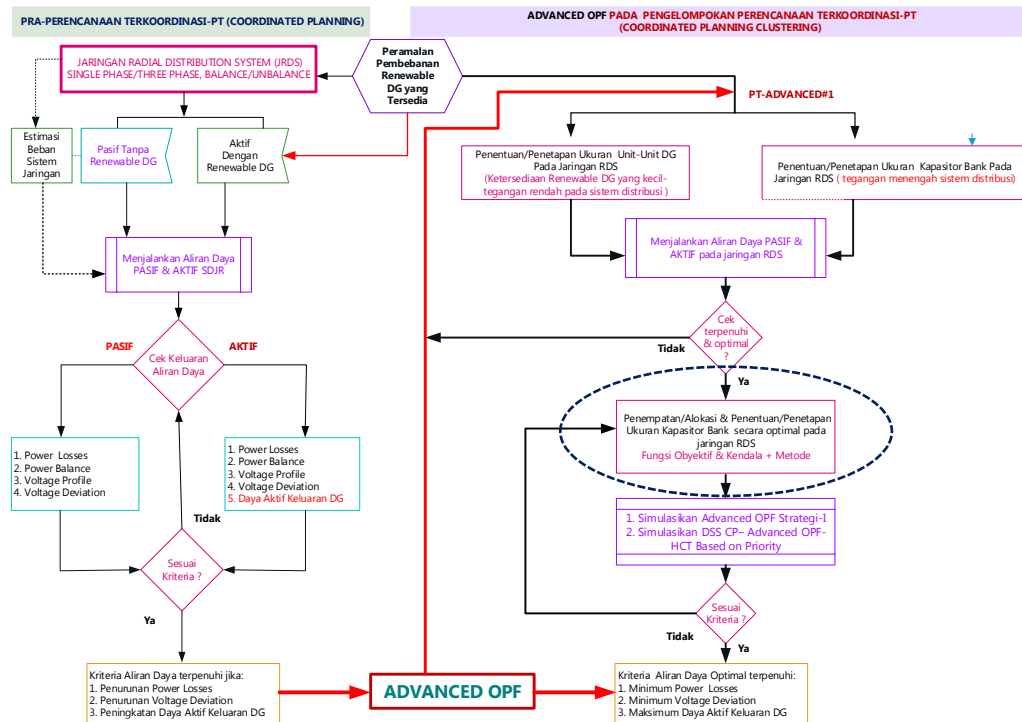 PRA-PERENCANAAN TERKOORDINASI-PT (COORDINATED PLANNING)
ADVANCED OPF PADA PENGELOMPOKAN PERENCANAAN TERKOORDINASI-PT
(COORDINATED PLANNING CLUSTERING)
JARINGAN RADIAL DISTRIBUTION SYSTEM (JRDS)
SINGLE PHASE/THREE PHASE, BALANCE/UNBALANCE
Peramalan
Pembebanan
Renewable
DG yang
Tersedia
PT-ADVANCED#1
Estimasi
Beban
Sistem
Jaringan
Pasif Tanpa
Renewable DG
Aktif
Dengan
Renewable DG
Penentuan/Penetapan Ukuran Unit-Unit DG
Pada Jaringan RDS
(Ketersediaan Renewable DG yang kecil-
tegangan rendah pada sistem distribusi )
Penentuan/Penetapan Ukuran Kapasitor Bank Pada
Jaringan RDS ( tegangan menengah sistem distribusi)
Menjalankan Aliran Daya
PASIF & AKTIF SDJR
Menjalankan Aliran Daya PASIF &
AKTIF pada jaringan RDS
Cek
terpenuhi
& optimal
?
Tidak
Ya
PASIF
AKTIF
Cek Keluaran
Aliran Daya
Penempatan/Alokasi & Penentuan/Penetapan
Ukuran Kapasitor Bank secara optimal pada
jaringan RDS
Fungsi Obyektif & Kendala + Metode
1. Power Losses
2. Power Balance
3. Voltage Profile
4. Voltage Deviation
1. Power Losses
2. Power Balance
3. Voltage Profile
4. Voltage Deviation
5. Daya Aktif Keluaran DG
Tidak
1. Simulasikan Advanced OPF Strategi-I
2. Simulasikan DSS CP– Advanced OPF-
HCT Based on Priority
Sesuai
Kriteria ?
Ya
Sesuai
Kriteria ?
Tidak
Ya
Kriteria Aliran Daya terpenuhi jika:
1. Penurunan Power Losses
2. Penurunan Voltage Deviation
3. Peningkatan Daya Aktif Keluaran DG
ADVANCED OPF
Kriteria Aliran Daya Optimal terpenuhi:
1. Minimum Power Losses
2. Minimum Voltage Deviation
3. Maksimum Daya Aktif Keluaran DG